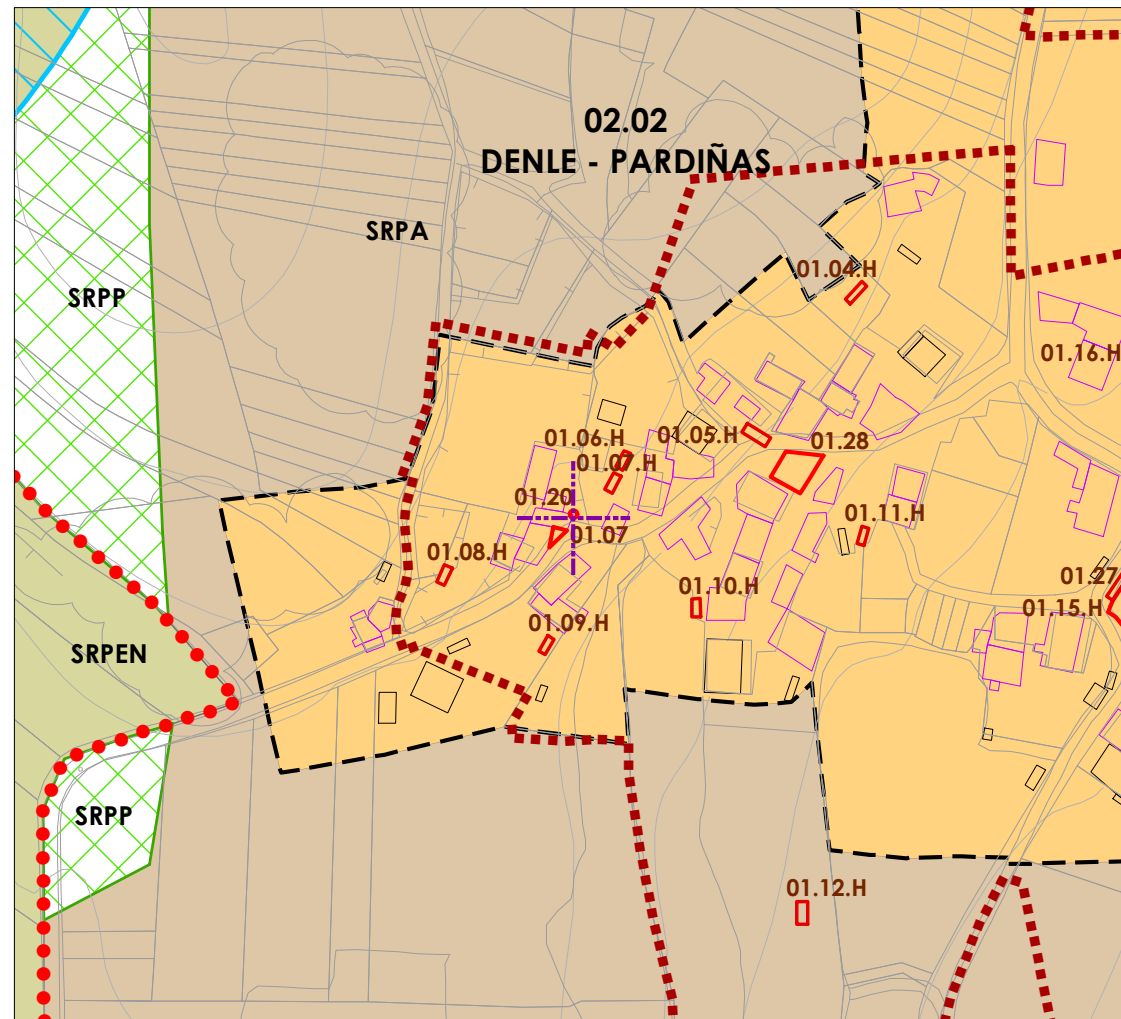 02.02
DENLE - PARDIÑAS
SRPA
01.04.H
SRPP
01.16.H
01.05.H
01.28
01.06.H
01.07.H
01.20
01.07
01.11.H
01.08.H
01.27
01.10.H
01.15.H
01.09.H
SRPEN
SRPP
01.12.H